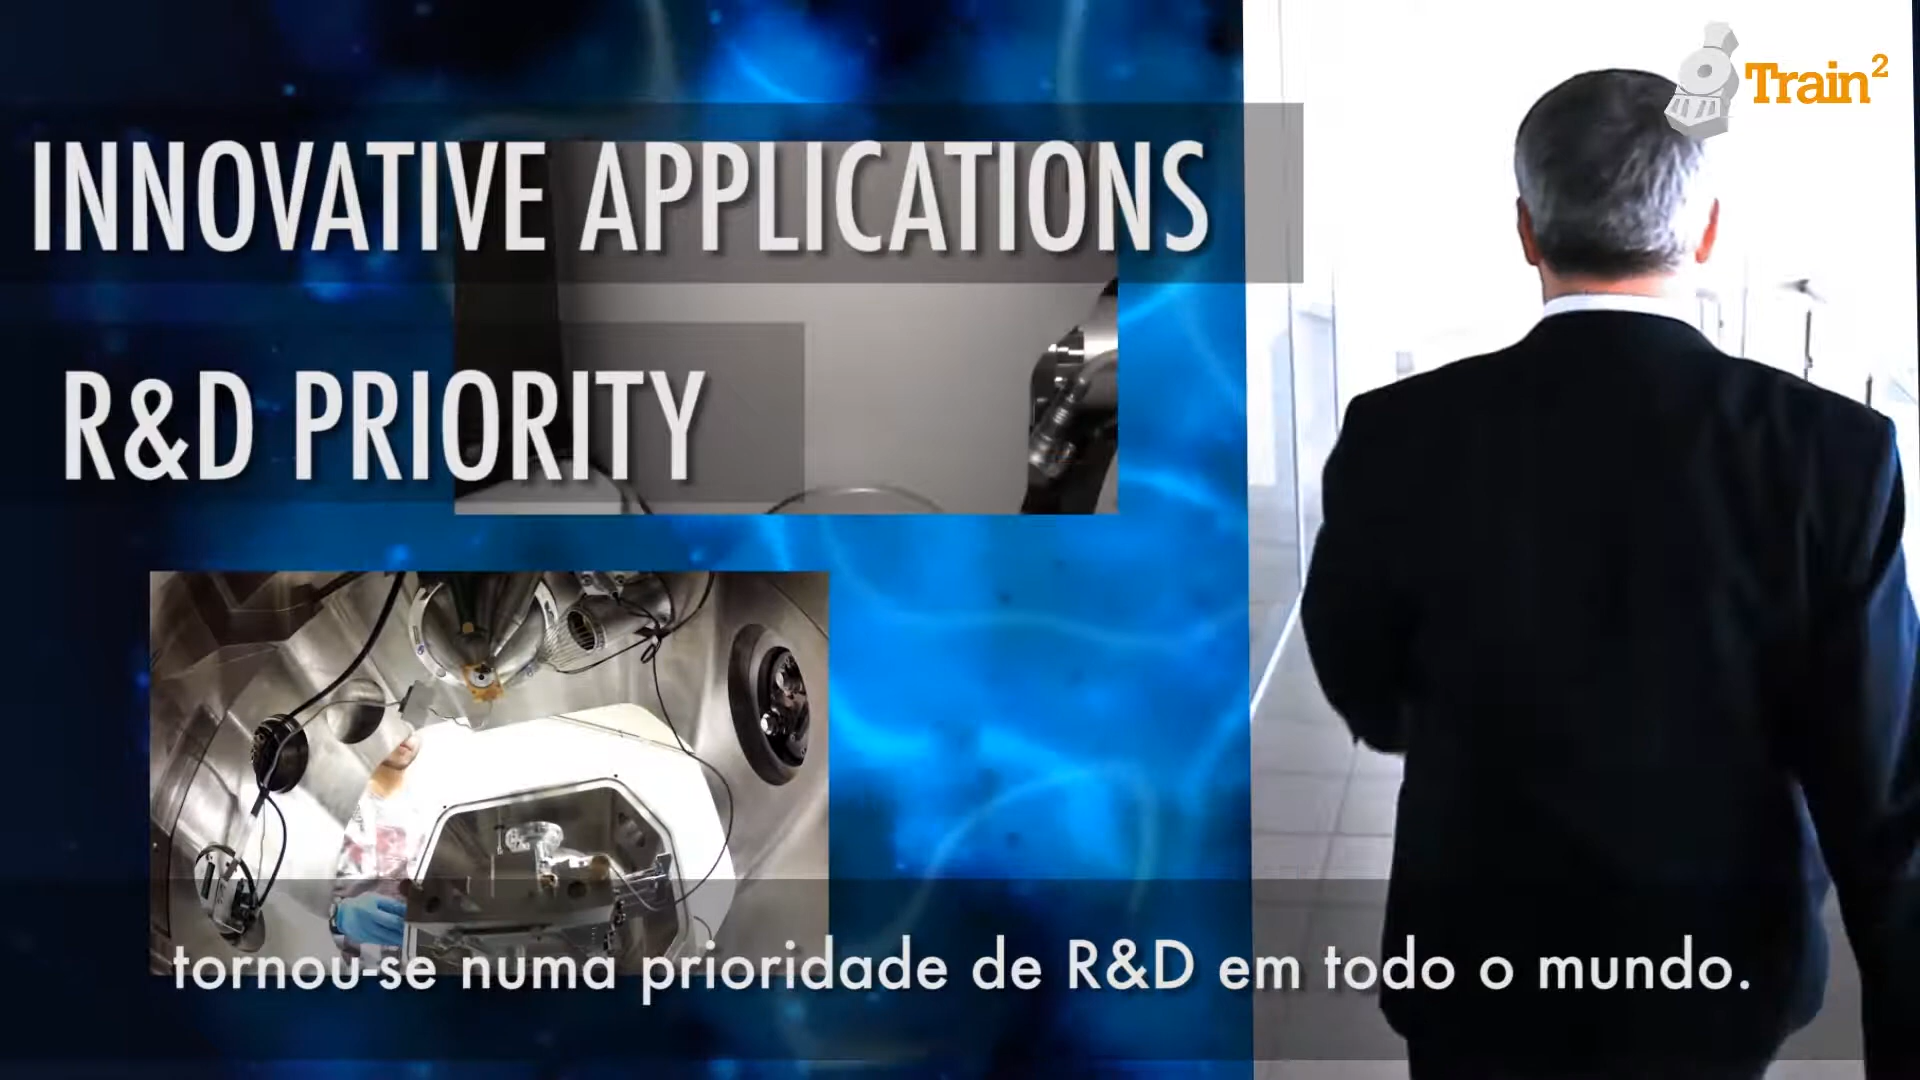 Train²
INNOVATIVE APPLICATIONS
R&D PRIORITY
tornou-se numa prioridade de R&D em todo o mundo.